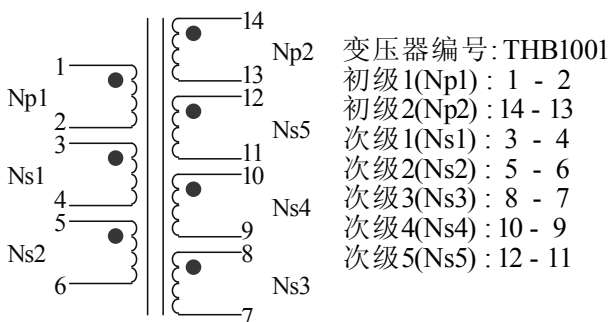 14
Np2
13
1
Np1
2
12
Ns5
11
3
Ns1
4
10
Ns4
9
5
Ns2
6
8
Ns3
7
变压器编号:THB1001
初级1(Np1) : 1 - 2
初级2(Np2) : 14 - 13
次级1(Ns1) : 3 - 4
次级2(Ns2) : 5 - 6
次级3(Ns3) : 8 - 7
次级4(Ns4) : 10 - 9
次级5(Ns5) : 12 - 11